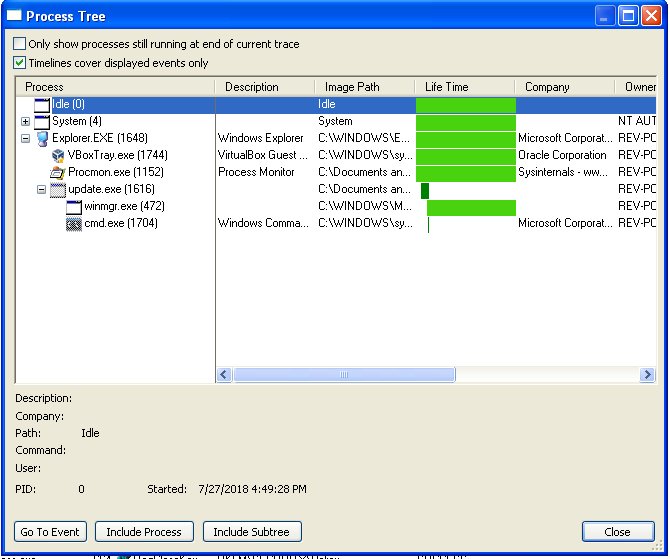 Process Tree
Only show processes still running at end of current trace
Timelines cover displayed events only
Process Description Image Path Life Time Company Owner
Idle (0) Idle
System (4) System NT AUT
Explorer.EXE (1648) Windows Explorer C:\WINDOWS\E... Microsoft Corporat... REV-PC
VBoxTray.exe (1744) VirtualBox Guest ... C:\WINDOWS\sy... Oracle Corporation REV-PC
Procmon.exe (1152) Process Monitor C:\Documents an... Sysinternals - ww... REV-PC
update.exe (1616) C:\Documents an... REV-PC
winmgr.exe (472) C:\WINDOWS\M... REV-PC
cmd.exe (1704) Windows Comma... C:\WINDOWS\sy... Microsoft Corporat... REV-PC
Description:
Company:
Path: Idle
Command:
User:
PID: 0 Started: 7/27/2018 4:49:28 PM
Go To Event Include Process Include Subtree Close